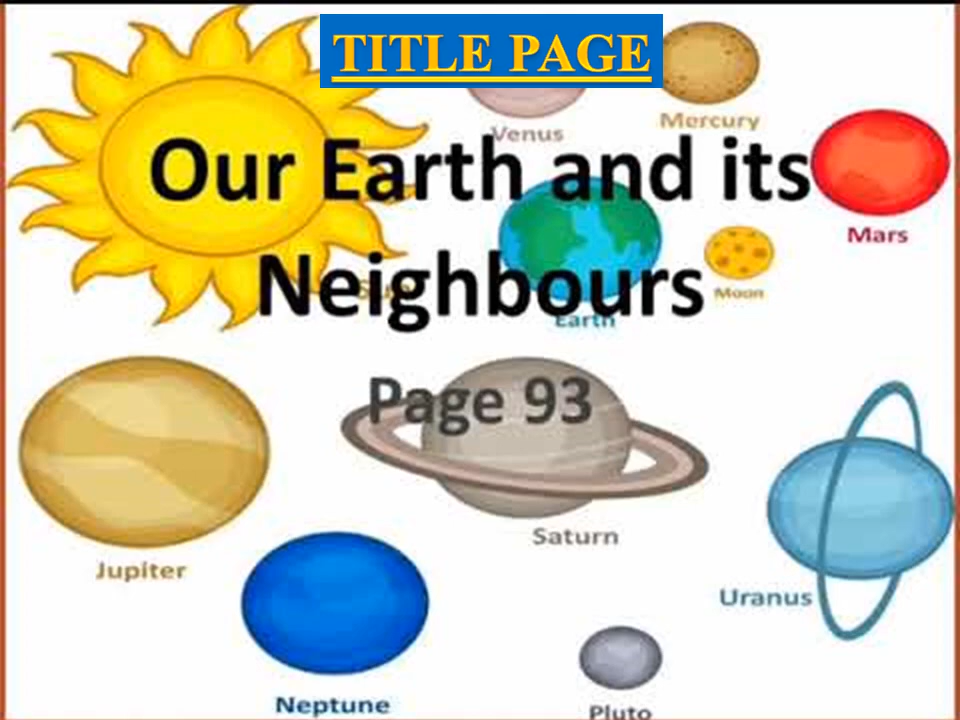 TITLE PAGE
Venus
Mercury
Our Earth and its
Mars
Neighbours
Sun
Moon
Earth
Page 93
Saturn
Jupiter
Uranus
Neptune
Pluto